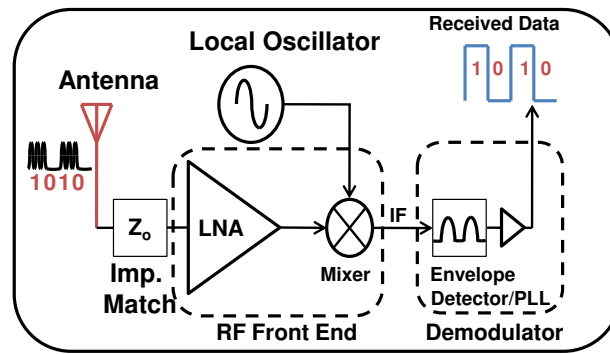 Received Data
1 0 1 0
Local Oscillator
Antenna
1010
Zo
Imp.
Match
LNA
Mixer
RF Front End
IF
Envelope
Detector/PLL
Demodulator